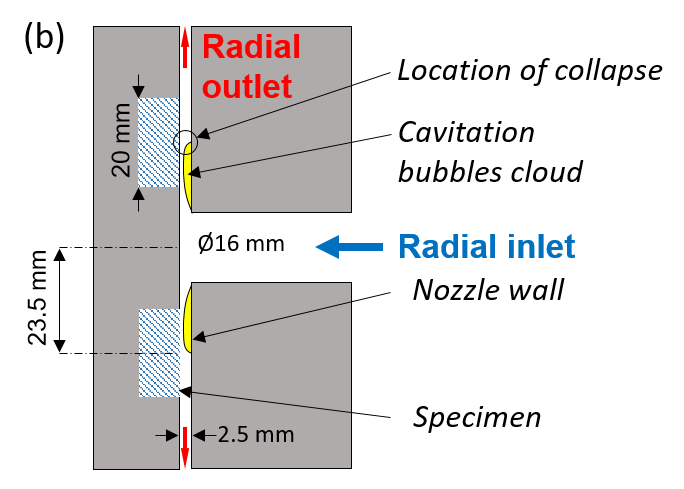 (b)
Radial
outlet
Location of collapse
Cavitation
bubbles cloud
20 mm
Ø16 mm
Radial inlet
23.5 mm
Nozzle wall
Specimen
2.5 mm